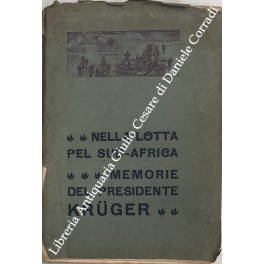 NELLA LOTTA
PEL SUD-AFRICA
MEMORIE
DEL PRESIDENTE
KRÜGER
Libreria Antiquaria Giulio Cesare di Daniele Corradi